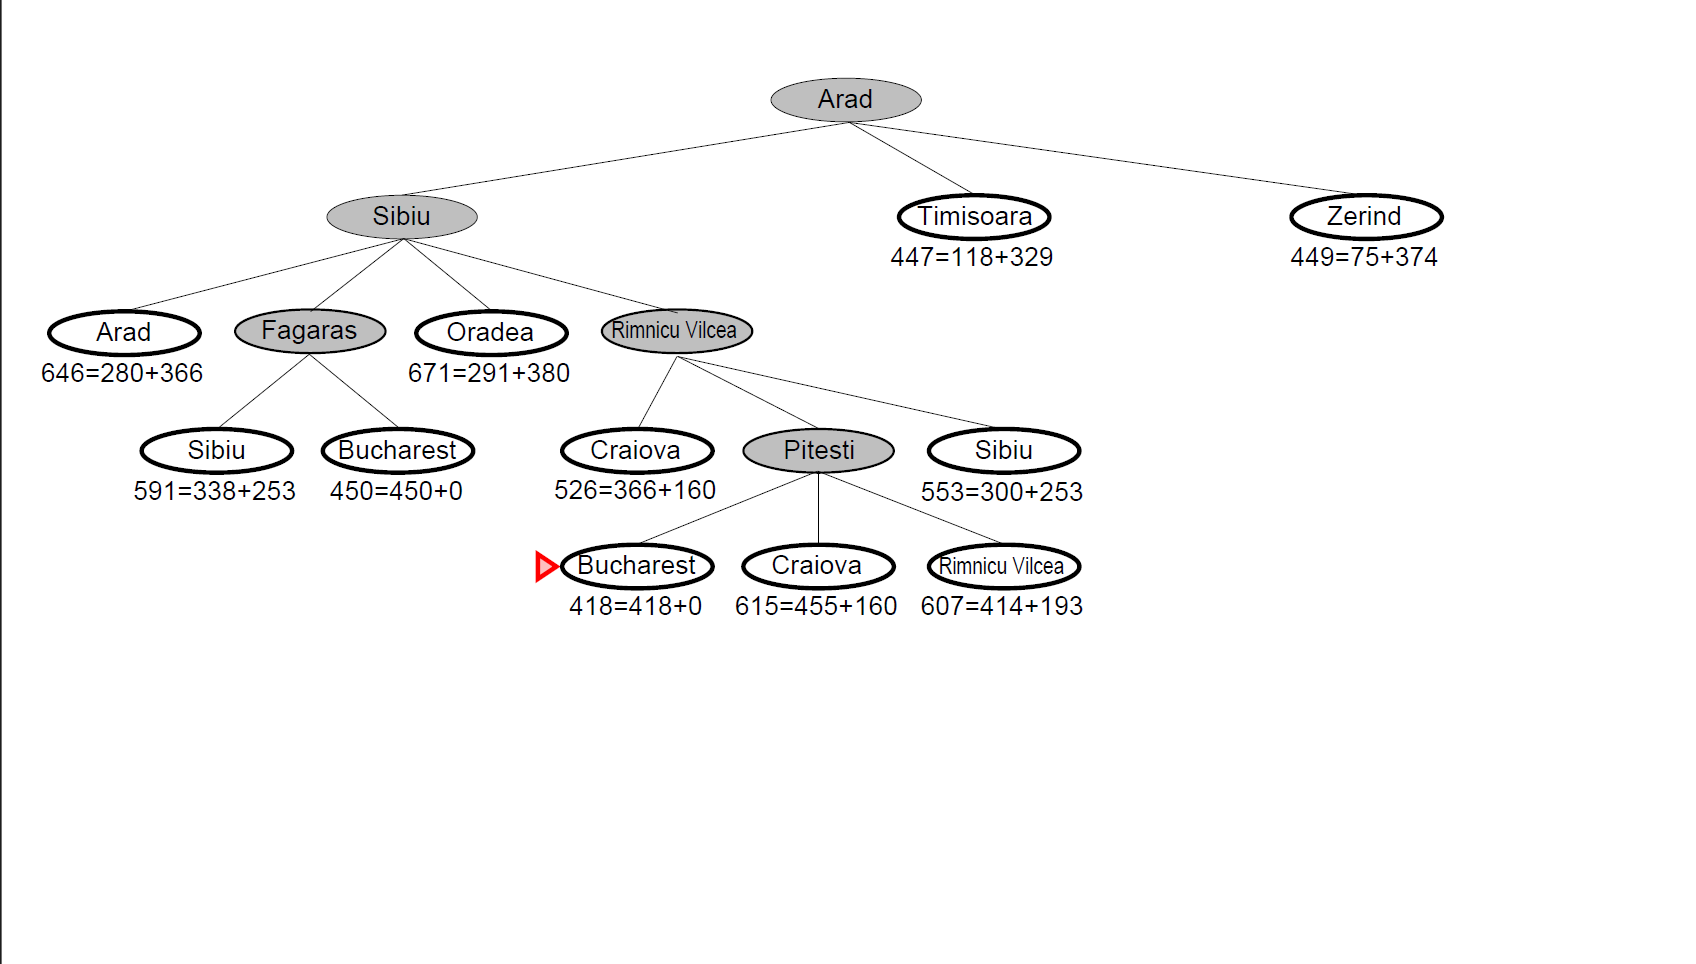 Arad
Sibiu
Timisoara
Zerind
447=118+329
449=75+374
Arad
Fagaras
Oradea
Rimnicu Vilcea
646=280+366
671=291+380
Sibiu
Bucharest
Craiova
Pitesti
Sibiu
591=338+253
450=450+0
526=366+160
553=300+253
Bucharest
Craiova
Rimnicu Vilcea
418=418+0
615=455+160
607=414+193